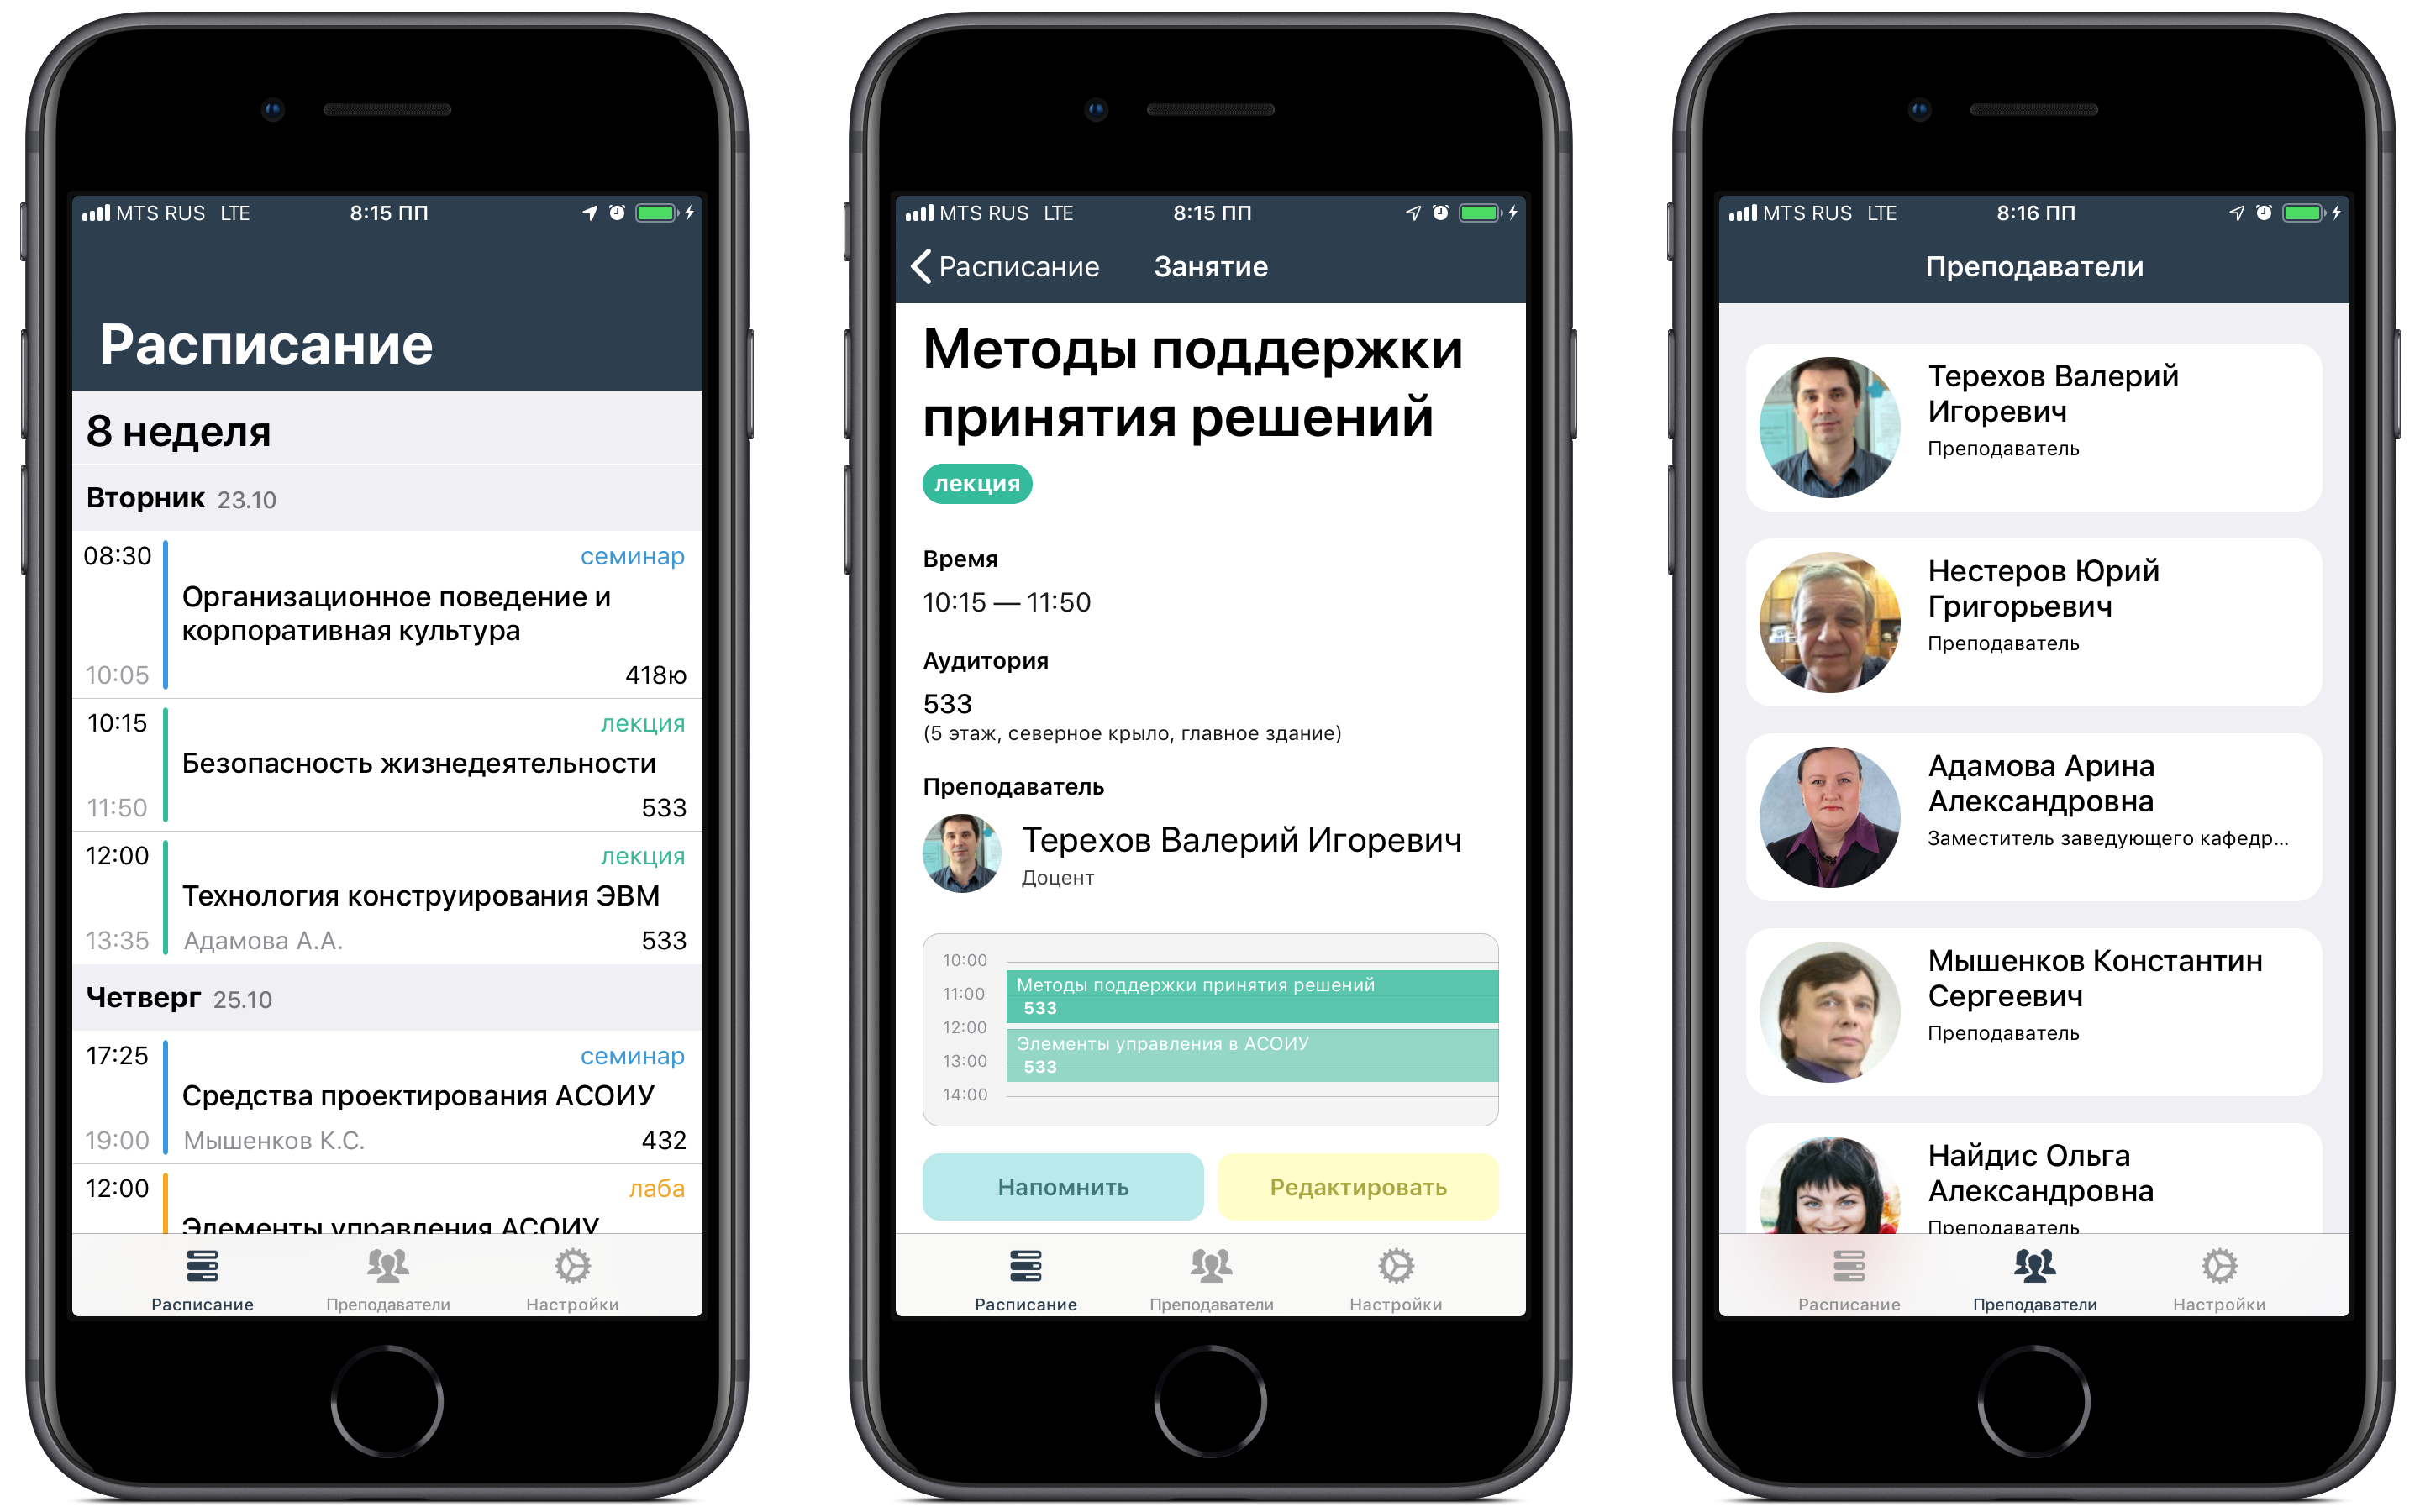 MTS RUS LTE 8:15 ПП
Расписание
8 неделя
Вторник 23.10
08:30 семинар
Организационное поведение и
корпоративная культура
10:05 418ю
10:15 лекция
Безопасность жизнедеятельности
11:50 533
12:00 лекция
Технология конструирования ЭВМ
13:35 Адамова А.А. 533
Четверг 25.10
17:25 семинар
Средства проектирования АСОИУ
19:00 Мышенков К.С. 432
12:00 лаба
Элементы управления АСОИУ
Расписание Преподаватели Настройки
MTS RUS LTE 8:15 ПП
Расписание Занятие
Методы поддержки
принятия решений
лекция
Время
10:15 — 11:50
Аудитория
533
(5 этаж, северное крыло, главное здание)
Преподаватель
Терехов Валерий Игоревич
Доцент
10:00
Методы поддержки принятия решений
11:00
533
12:00
Элементы управления в АСОИУ
13:00
533
14:00
Напомнить Редактировать
Расписание Преподаватели Настройки
MTS RUS LTE 8:16 ПП
Преподаватели
Терехов Валерий
Игоревич
Преподаватель
Нестеров Юрий
Григорьевич
Преподаватель
Адамова Арина
Александровна
Заместитель заведующего кафедр...
Мышенков Константин
Сергеевич
Преподаватель
Найдис Ольга
Александровна
Преподаватель
Расписание Преподаватели Настройки